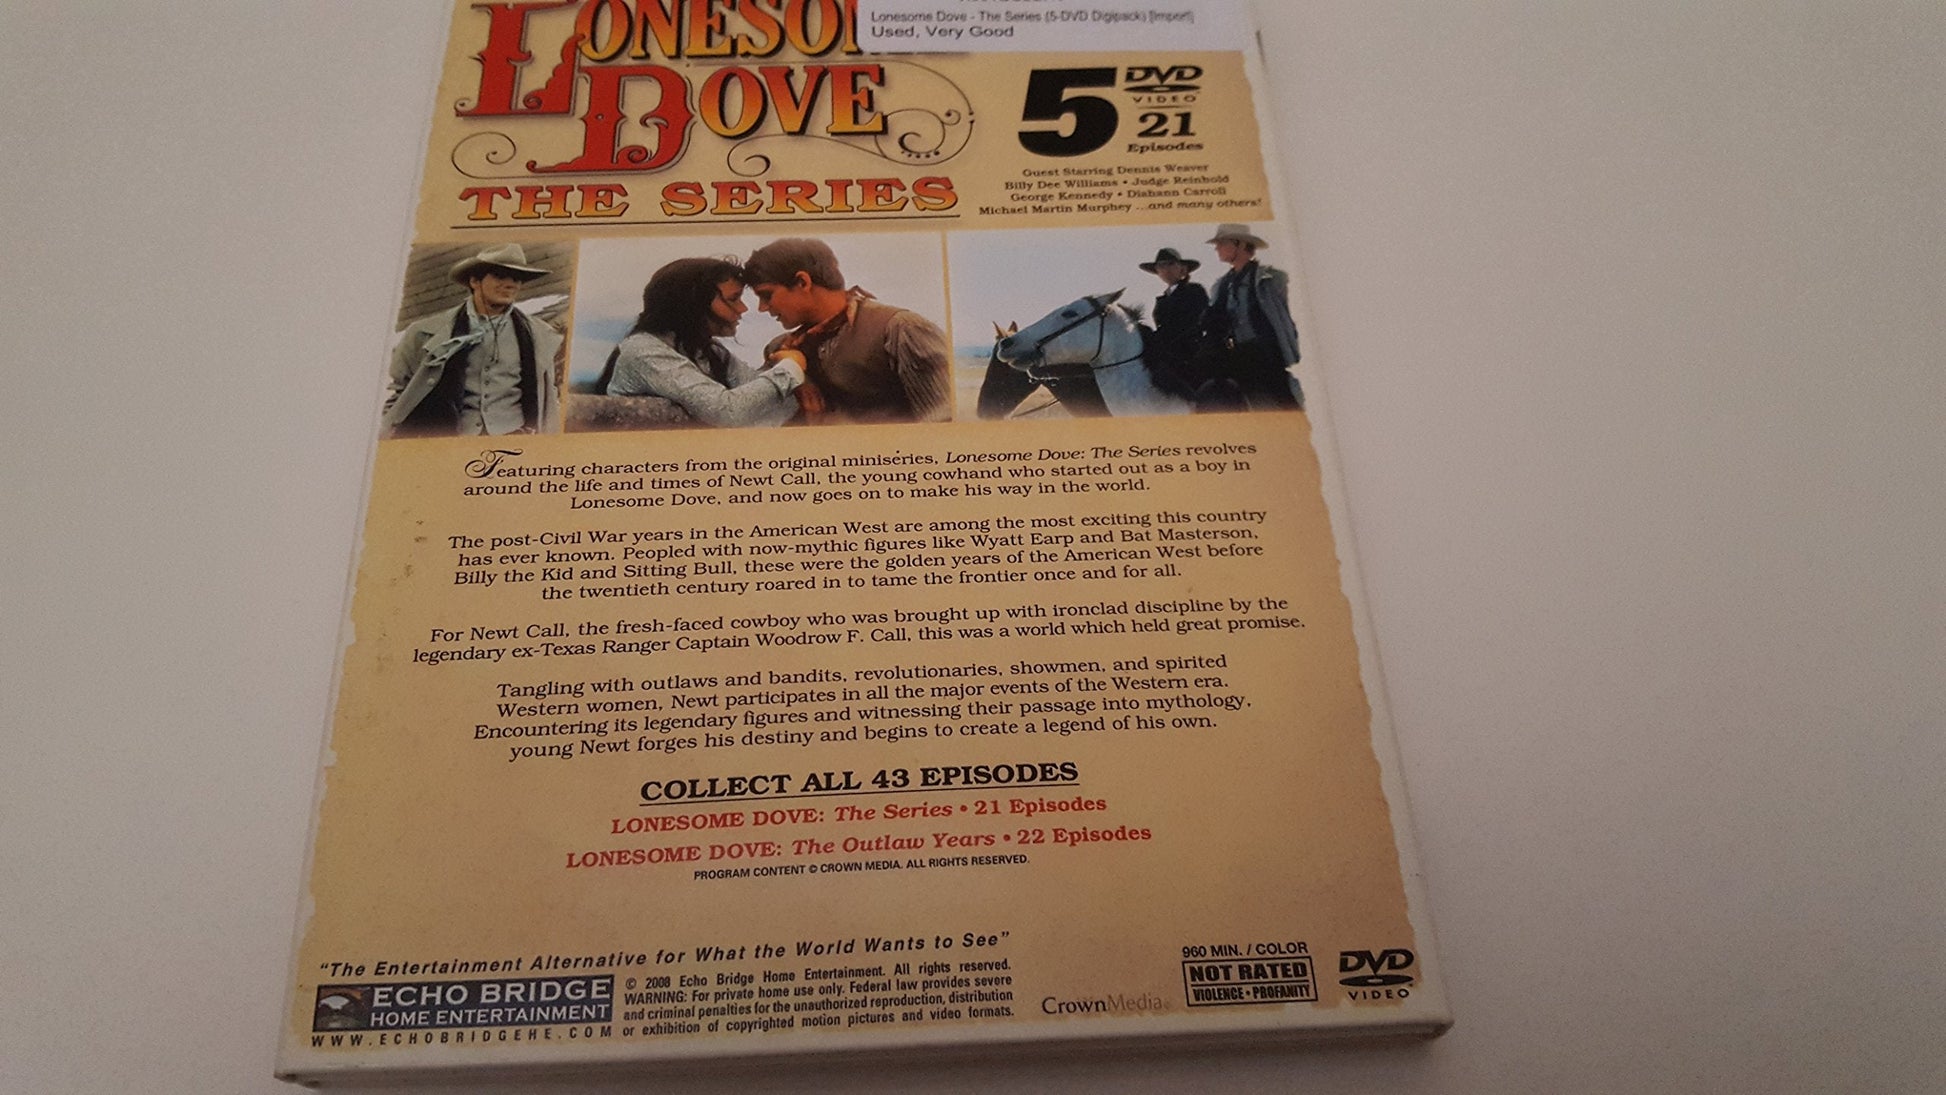 Lonesome Dove - The Series (5-DVD Digipack) [Import]
Used, Very Good
DOVE
THE SERIES
5 DVD
VIDEO
21
Episodes
Guest Starring Dennis Weaver
Billy Dee Williams • Judge Reinhold
George Kennedy • Diahann Carroll
Michael Martin Murphey ...and many others!
Featuring characters from the original miniseries, Lonesome Dove: The Series revolves
around the life and times of Newt Call, the young cowhand who started out as a boy in
Lonesome Dove, and now goes on to make his way in the world.
The post-Civil War years in the American West are among the most exciting this country
has ever known. Peopled with now-mythic figures like Wyatt Earp and Bat Masterson,
Billy the Kid and Sitting Bull, these were the golden years of the American West before
the twentieth century roared in to tame the frontier once and for all.
For Newt Call, the fresh-faced cowboy who was brought up with ironclad discipline by the
legendary ex-Texas Ranger Captain Woodrow F. Call, this was a world which held great promise.
Tangling with outlaws and bandits, revolutionaries, showmen, and spirited
Western women, Newt participates in all the major events of the Western era.
Encountering its legendary figures and witnessing their passage into mythology,
young Newt forges his destiny and begins to create a legend of his own.
COLLECT ALL 43 EPISODES
LONESOME DOVE: The Series • 21 Episodes
LONESOME DOVE: The Outlaw Years • 22 Episodes
PROGRAM CONTENT © CROWN MEDIA. ALL RIGHTS RESERVED.
"The Entertainment Alternative for What the World Wants to See"
ECHO BRIDGE
HOME ENTERTAINMENT
WWW.ECHOBRIDGEHE.COM
© 2008 Echo Bridge Home Entertainment. All rights reserved.
WARNING: For private home use only. Federal law provides severe
and criminal penalties for the unauthorized reproduction, distribution
or exhibition of copyrighted motion pictures and video formats.
CrownMedia
960 MIN. / COLOR
NOT RATED
VIOLENCE • PROFANITY
DVD
VIDEO